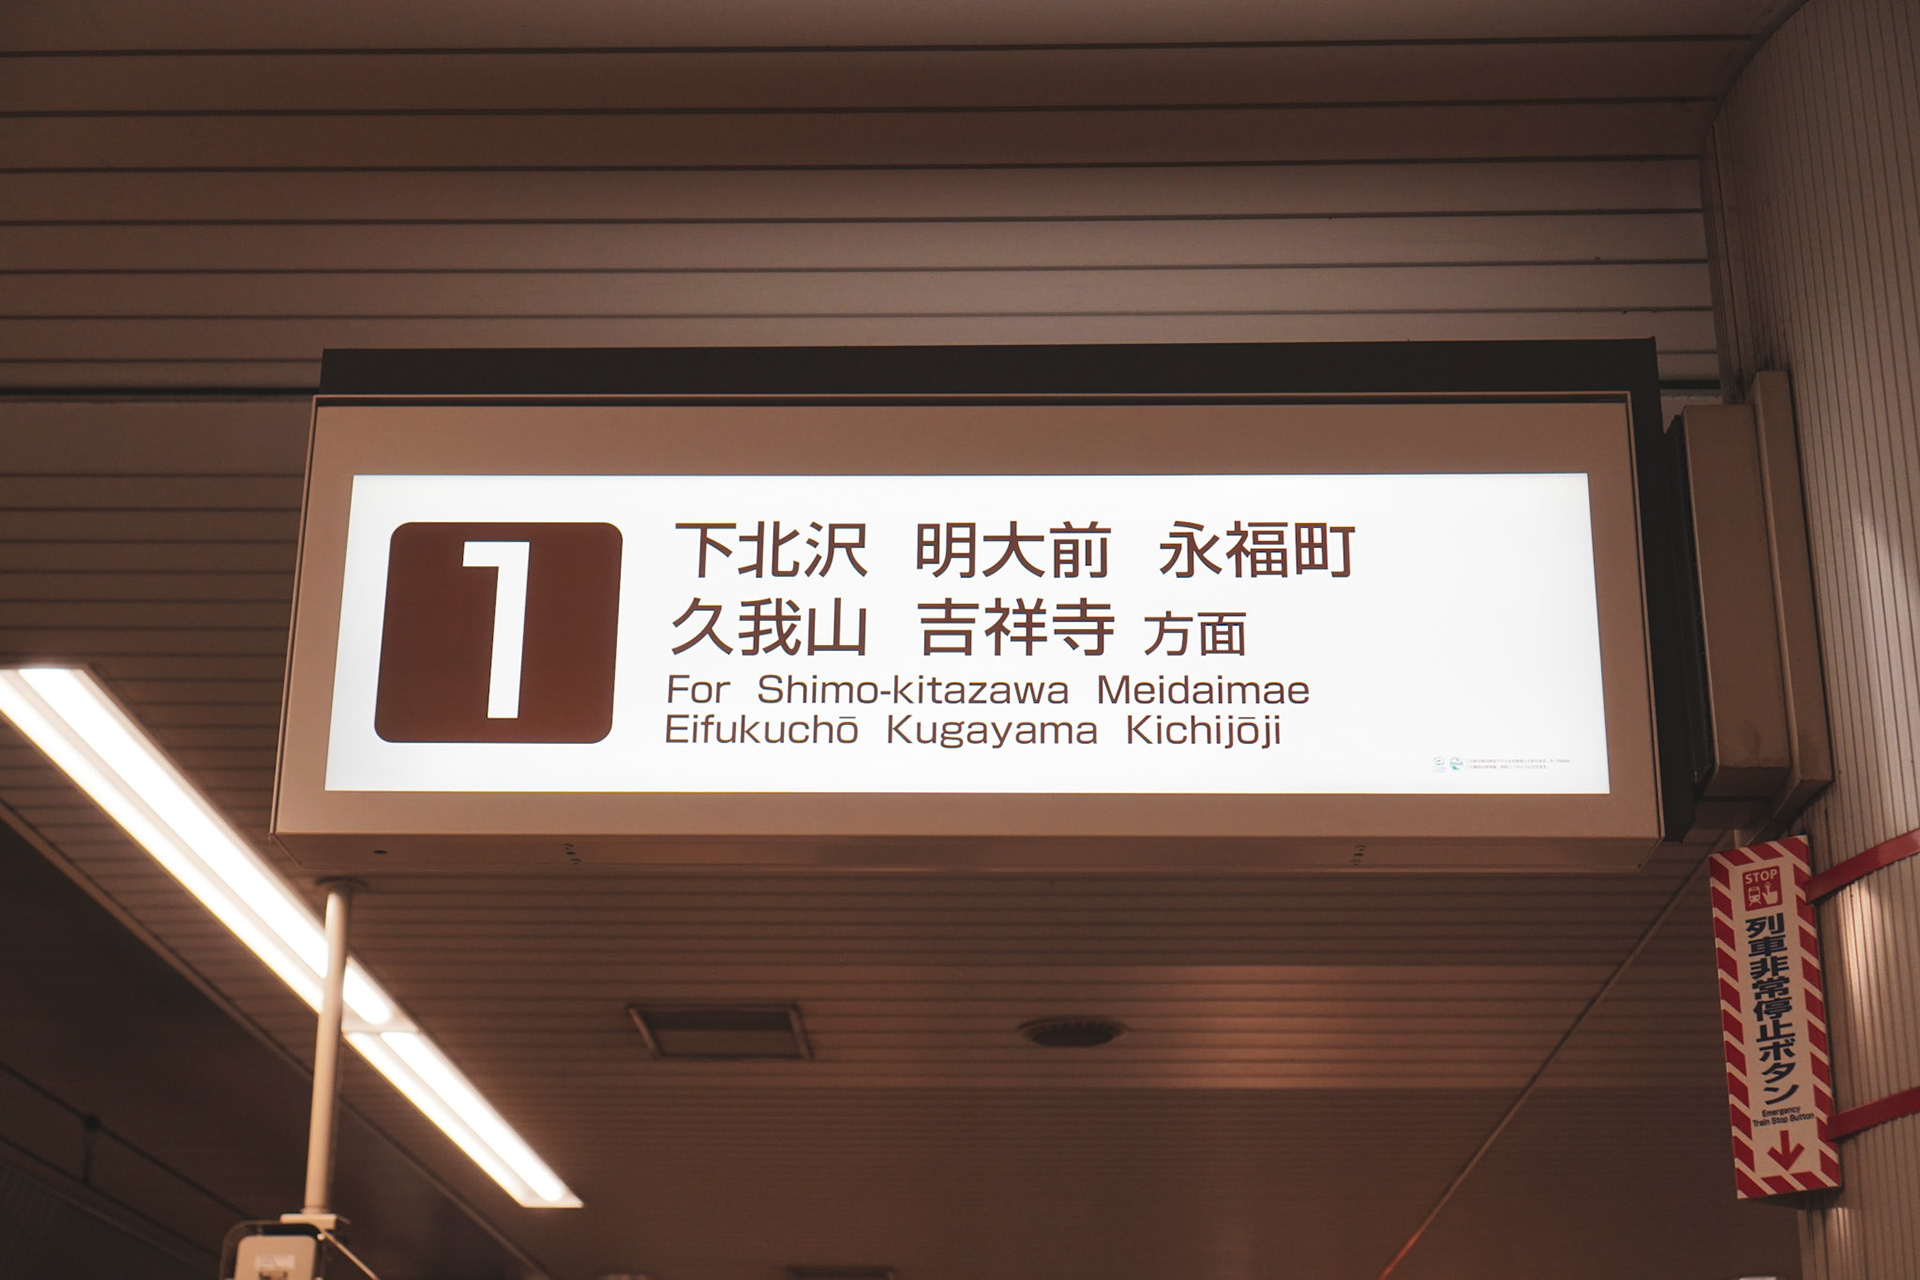 1
下北沢 明大前 永福町
久我山 吉祥寺 方面
For Shimo-kitazawa Meidaimae
Eifukuchō Kugayama Kichijōji
STOP
列車非常停止ボタン
Emergency
Train Stop Button